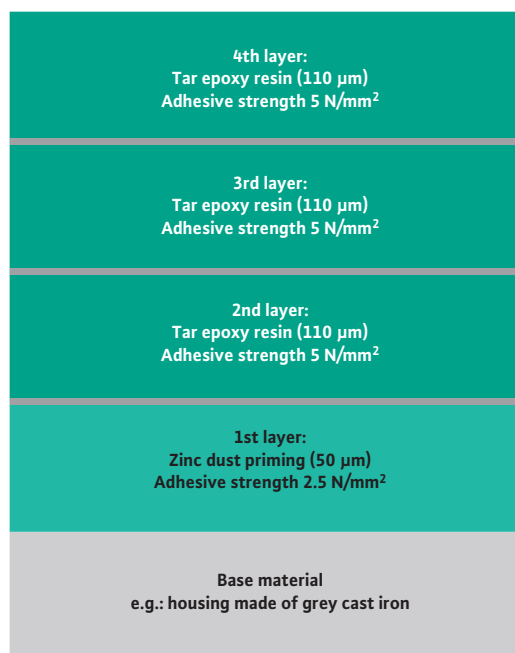 4th layer:
Tar epoxy resin (110 µm)
Adhesive strength 5 N/mm²
3rd layer:
Tar epoxy resin (110 µm)
Adhesive strength 5 N/mm²
2nd layer:
Tar epoxy resin (110 µm)
Adhesive strength 5 N/mm²
1st layer:
Zinc dust priming (50 µm)
Adhesive strength 2.5 N/mm²
Base material
e.g.: housing made of grey cast iron